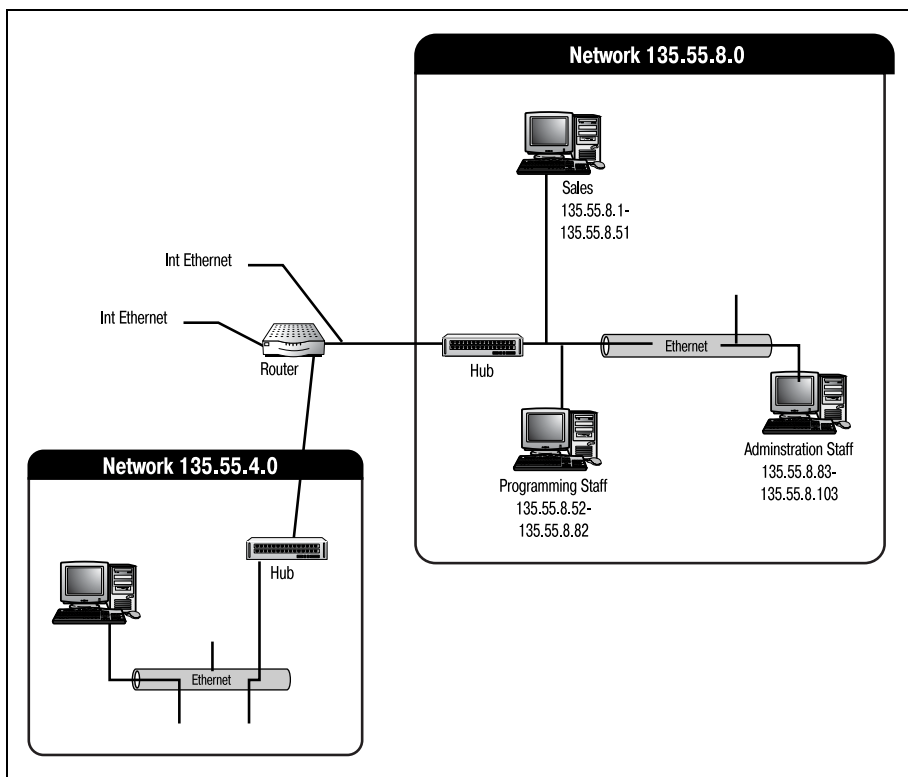 Network 135.55.8.0
Sales
135.55.8.1-
135.55.8.51
Int Ethernet
Int Ethernet
Router
Hub
Ethernet
Programming Staff
135.55.8.52-
135.55.8.82
Adminstration Staff
135.55.8.83-
135.55.8.103
Network 135.55.4.0
Hub
Ethernet